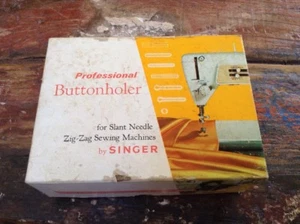 Professional
Buttonholer
for Slant Needle
Zig-Zag Sewing Machines
by SINGER